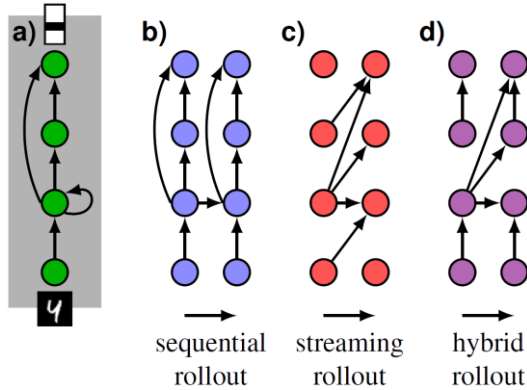 a) b) c) d)
4
sequential rollout
streaming rollout
hybrid rollout